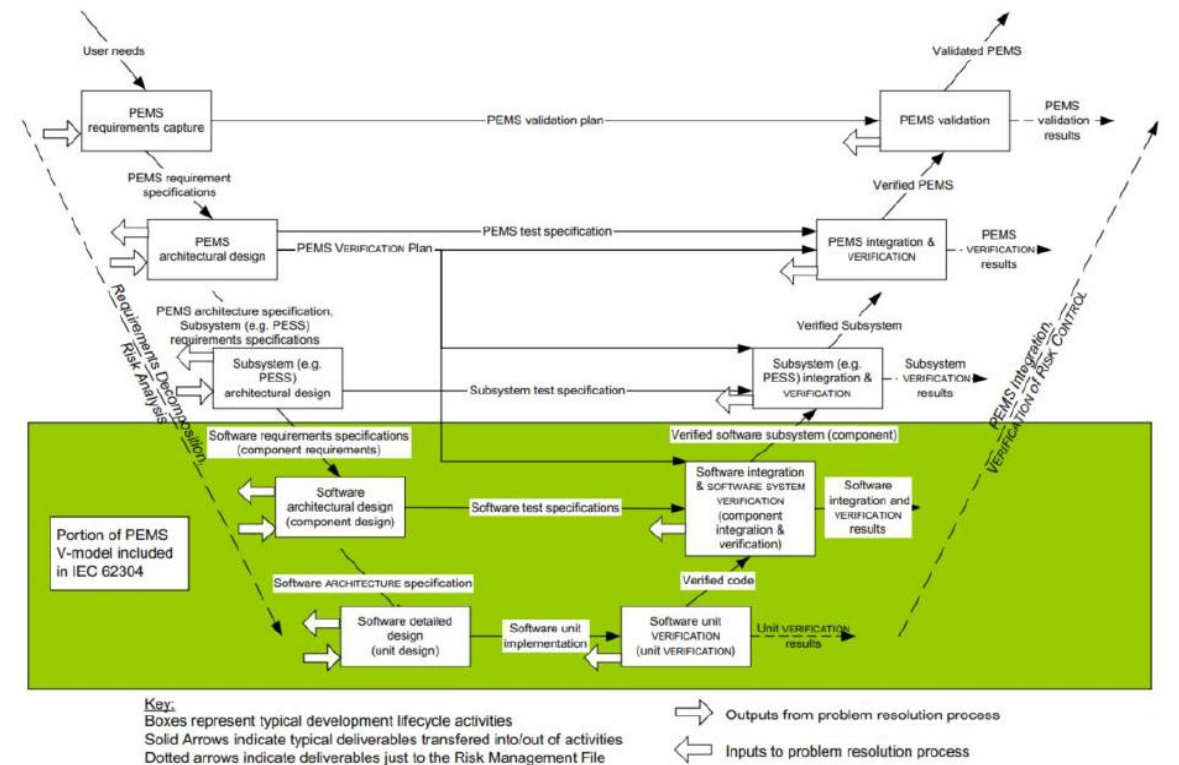 User needs
Validated PEMS
PEMS
requirements capture
PEMS validation plan
PEMS validation
PEMS
validation
results
PEMS requirement
specifications
Verified PEMS
PEMS
architectural design
PEMS test specification
PEMS VERIFICATION Plan
PEMS integration &
VERIFICATION
PEMS
VERIFICATION
results
Requirements Decomposition,
Risk Analysis
PEMS architecture specification,
Subsystem (e.g. PESS)
requirements specifications
Verified Subsystem
PEMS Integration,
VERIFICATION of RISK CONTROL
Subsystem (e.g.
PESS)
architectural design
Subsystem test specification
Subsystem (e.g.
PESS) integration &
VERIFICATION
Subsystem
VERIFICATION
results
Software requirements specifications
(component requirements)
Verified software subsystem (component)
Software
architectural design
(component design)
Software test specifications
Software integration
& SOFTWARE SYSTEM
VERIFICATION
(component
integration &
verification)
Software
integration and
VERIFICATION
results
Portion of PEMS
V-model included
in IEC 62304
Software ARCHITECTURE specification
Verified code
Software detailed
design
(unit design)
Software unit
implementation
Software unit
VERIFICATION
(unit VERIFICATION)
Unit VERIFICATION
results
Key:
Boxes represent typical development lifecycle activities
Solid Arrows indicate typical deliverables transfered into/out of activities
Dotted arrows indicate deliverables just to the Risk Management File
Outputs from problem resolution process
Inputs to problem resolution process